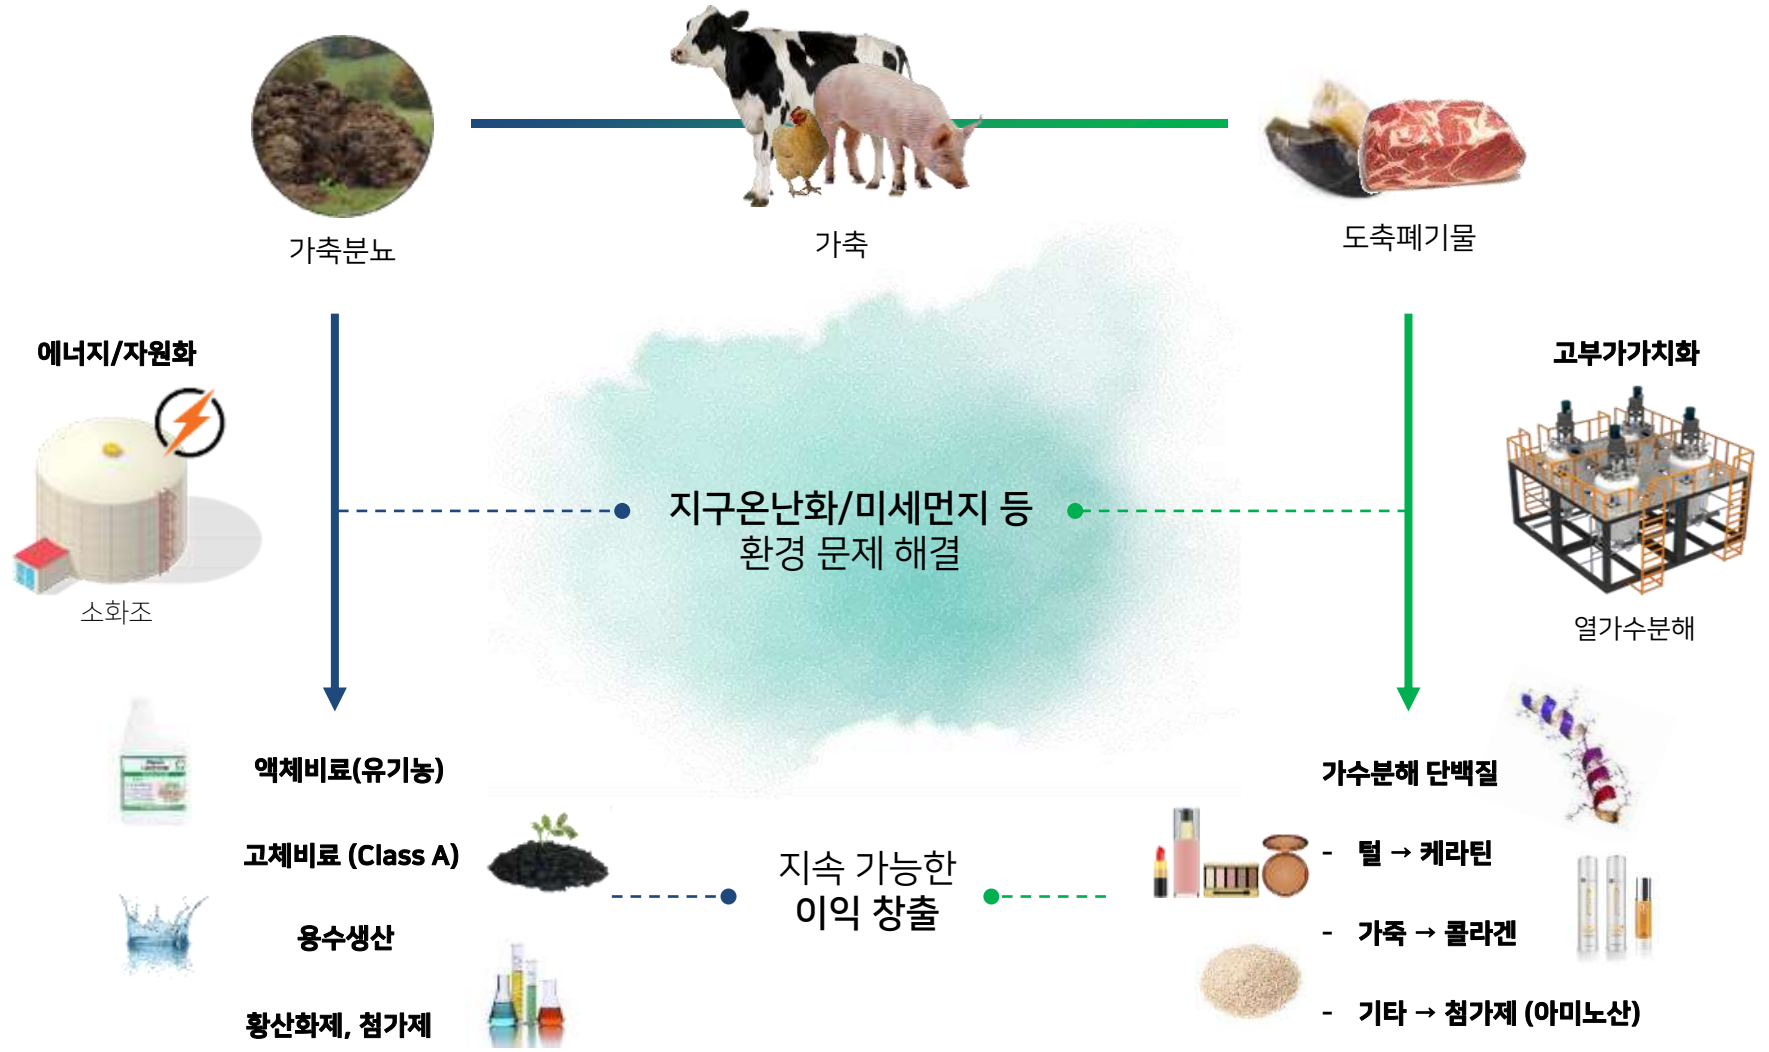 가축분뇨
가축
도축폐기물
에너지/자원화
고부가가치화
지구온난화/미세먼지 등
환경 문제 해결
소화조
열가수분해
액체비료(유기농)
고체비료 (Class A)
용수생산
황산화제, 첨가제
지속 가능한
이익 창출
가수분해 단백질
- 털 → 케라틴
- 가죽 → 콜라겐
- 기타 → 첨가제 (아미노산)